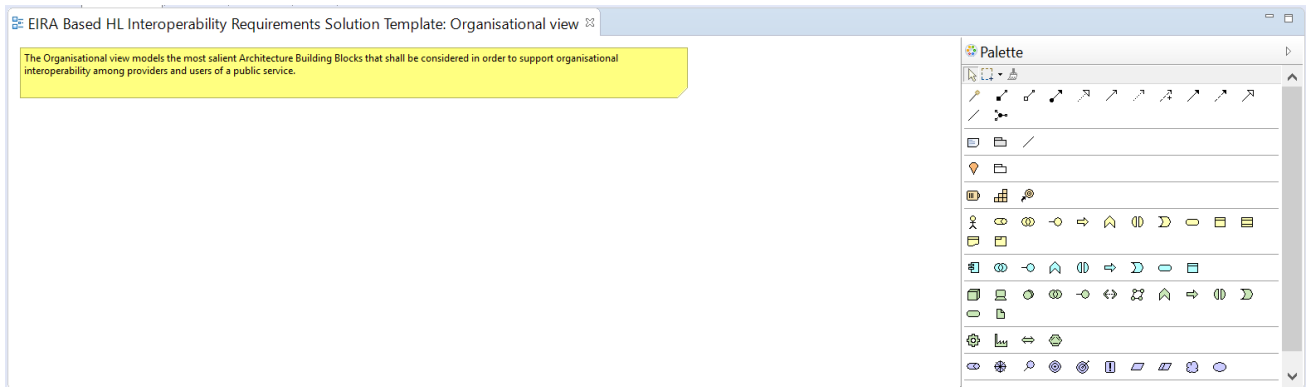 EIRA Based HL Interoperability Requirements Solution Template: Organisational view
The Organisational view models the most salient Architecture Building Blocks that shall be considered in order to support organisational
interoperability among providers and users of a public service.
Palette